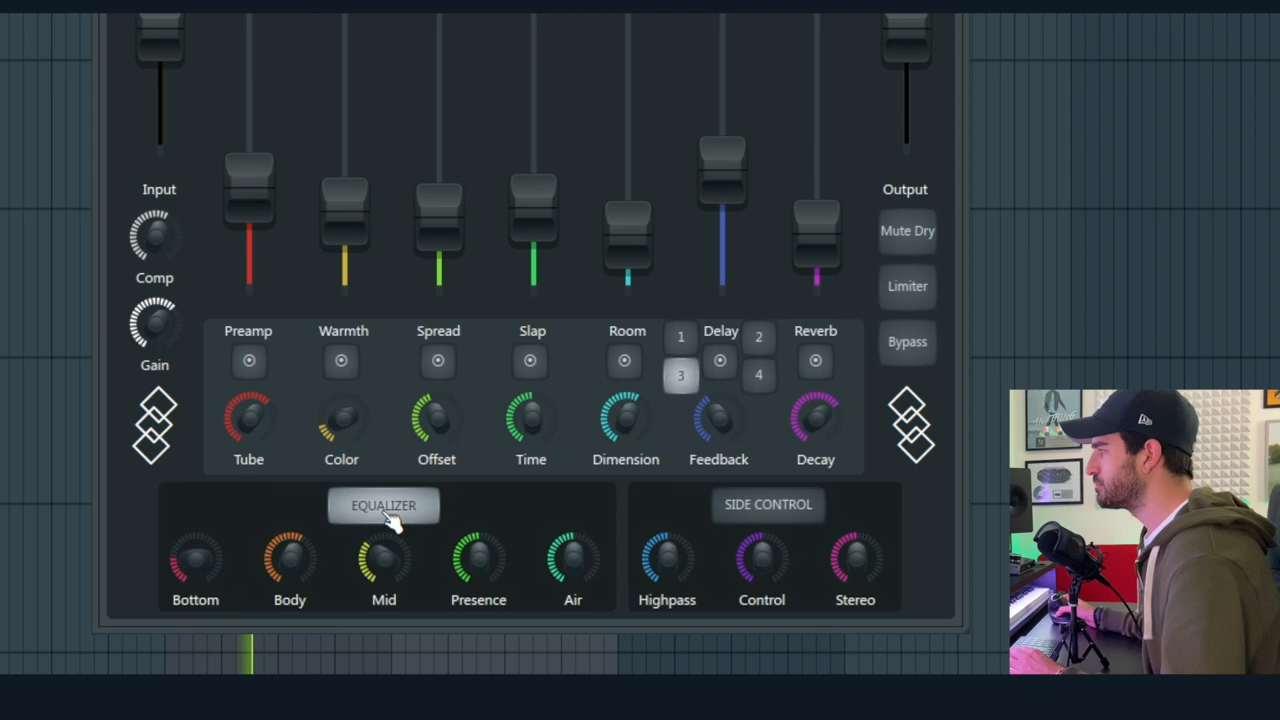 Input
Output
Mute Dry
Comp
Limiter
Preamp
Warmth
Spread
Slap
Room
1
Delay
2
Reverb
Bypass
Gain
3
4
Tube
Color
Offset
Time
Dimension
Feedback
Decay
EQUALIZER
SIDE CONTROL
Bottom
Body
Mid
Presence
Air
Highpass
Control
Stereo